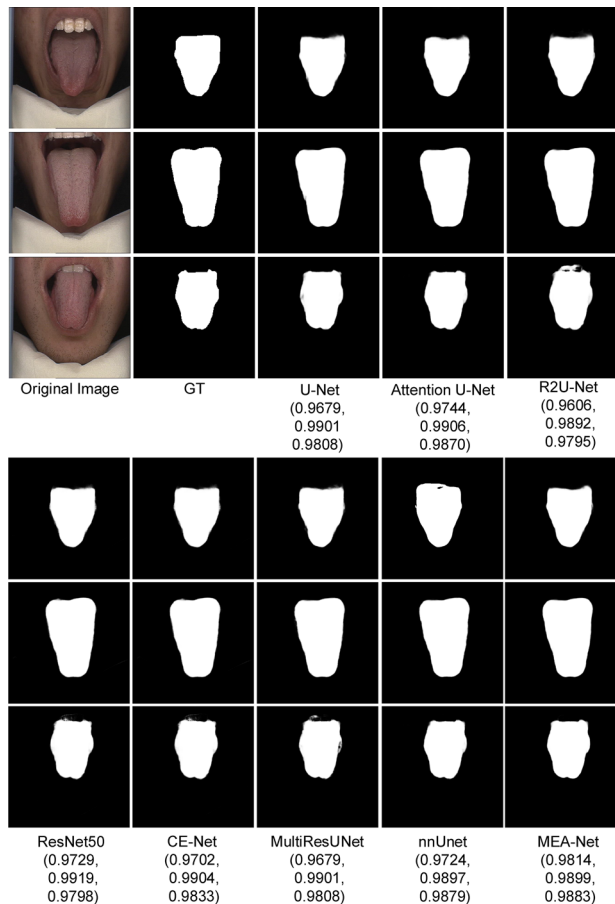 Original Image GT U-Net Attention U-Net R2U-Net
(0.9679, (0.9744, (0.9606,
0.9901 0.9906, 0.9892,
0.9808) 0.9870) 0.9795)
ResNet50 CE-Net MultiResUNet nnUnet MEA-Net
(0.9729, (0.9702, (0.9679, (0.9724, (0.9814,
0.9919, 0.9904, 0.9901, 0.9897, 0.9899,
0.9798) 0.9833) 0.9808) 0.9879) 0.9883)